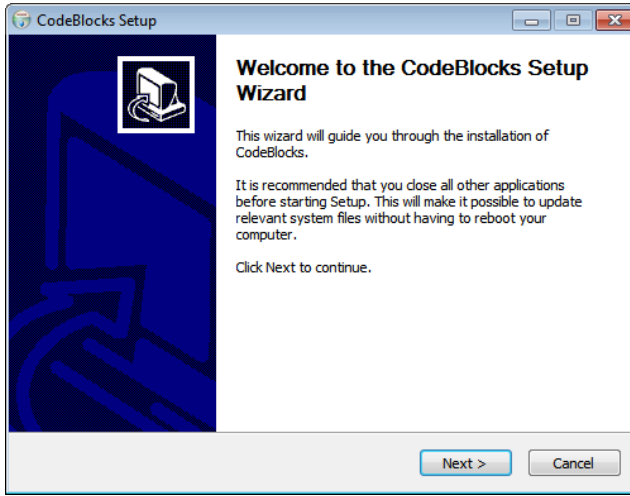 CodeBlocks Setup
Welcome to the CodeBlocks Setup
Wizard
This wizard will guide you through the installation of
CodeBlocks.
It is recommended that you close all other applications
before starting Setup. This will make it possible to update
relevant system files without having to reboot your
computer.
Click Next to continue.
Next >
Cancel